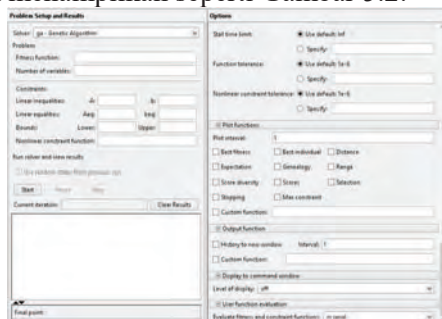 menampilkan seperti Gambar 5.2.
Problem Setup and Results
Solver: ga - Genetic Algorithm
Problem
Fitness function:
Number of variables:
Constraints:
Linear inequalities: A: b:
Linear equalities: Aeq: beq:
Bounds: Lower: Upper:
Nonlinear constraint function:
Run solver and view results
Use random states from previous run
Start Pause Stop
Current iteration: Clear Results
Final point:
Options
Stall time limit: Use default: Inf
Specify:
Function tolerance: Use default: 1e-6
Specify:
Nonlinear constraint tolerance: Use default: 1e-6
Specify:
Plot functions
Plot interval: 1
Best fitness Best individual Distance
Expectation Genealogy Range
Score diversity Scores Selection
Stopping Max constraint
Custom function:
Output function
History to new window Interval: 1
Custom function:
Display to command window
Level of display: off
User function evaluation
Evaluate fitness and constraint functions: in serial